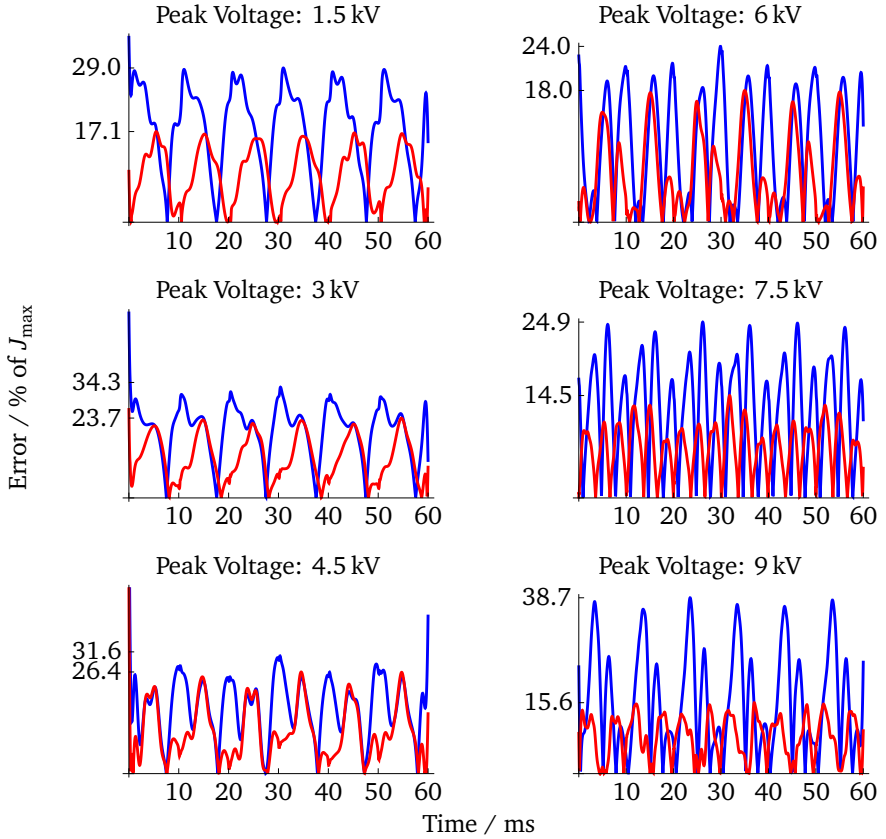 Peak Voltage: 1.5 kV
29.0
17.1
10 20 30 40 50 60
Peak Voltage: 6 kV
24.0
18.0
10 20 30 40 50 60
Peak Voltage: 3 kV
34.3
23.7
10 20 30 40 50 60
Peak Voltage: 7.5 kV
24.9
14.5
10 20 30 40 50 60
Peak Voltage: 4.5 kV
31.6
26.4
10 20 30 40 50 60
Peak Voltage: 9 kV
38.7
15.6
10 20 30 40 50 60
Error / % of Jmax
Time / ms